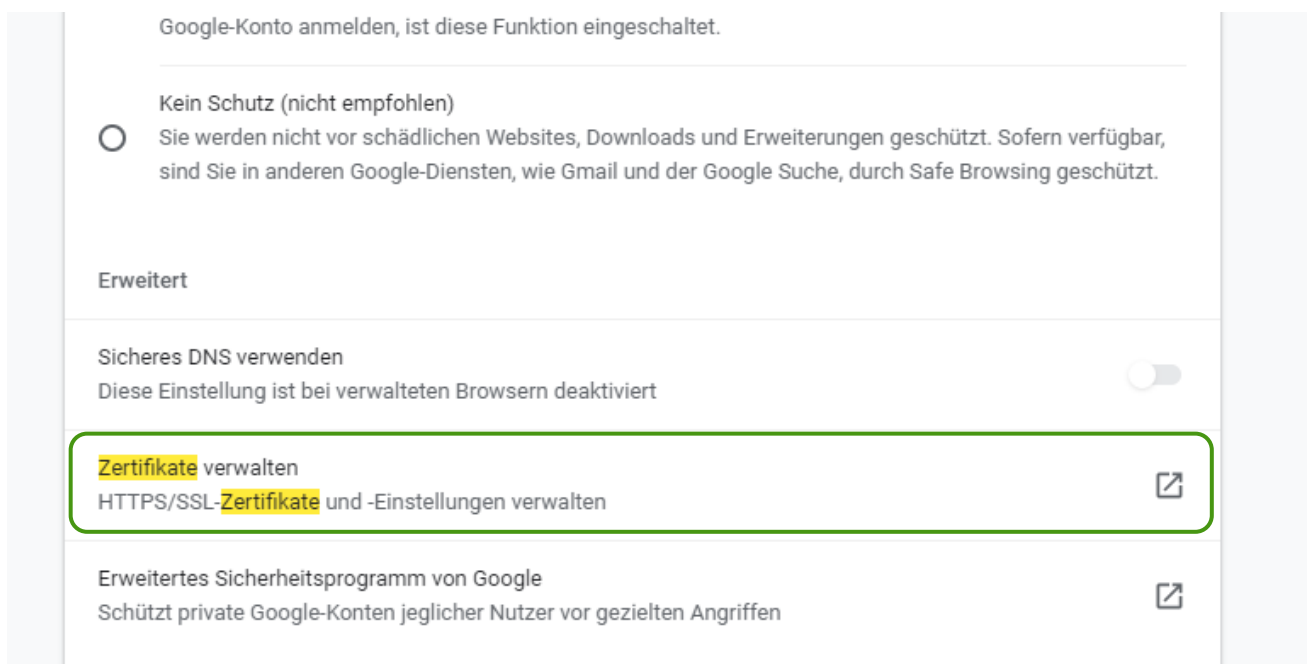 Google-Konto anmelden, ist diese Funktion eingeschaltet.
Kein Schutz (nicht empfohlen)
Sie werden nicht vor schädlichen Websites, Downloads und Erweiterungen geschützt. Sofern verfügbar,
sind Sie in anderen Google-Diensten, wie Gmail und der Google Suche, durch Safe Browsing geschützt.
Erweitert
Sicheres DNS verwenden
Diese Einstellung ist bei verwalteten Browsern deaktiviert
Zertifikate verwalten
HTTPS/SSL-Zertifikate und -Einstellungen verwalten
Erweitertes Sicherheitsprogramm von Google
Schützt private Google-Konten jeglicher Nutzer vor gezielten Angriffen